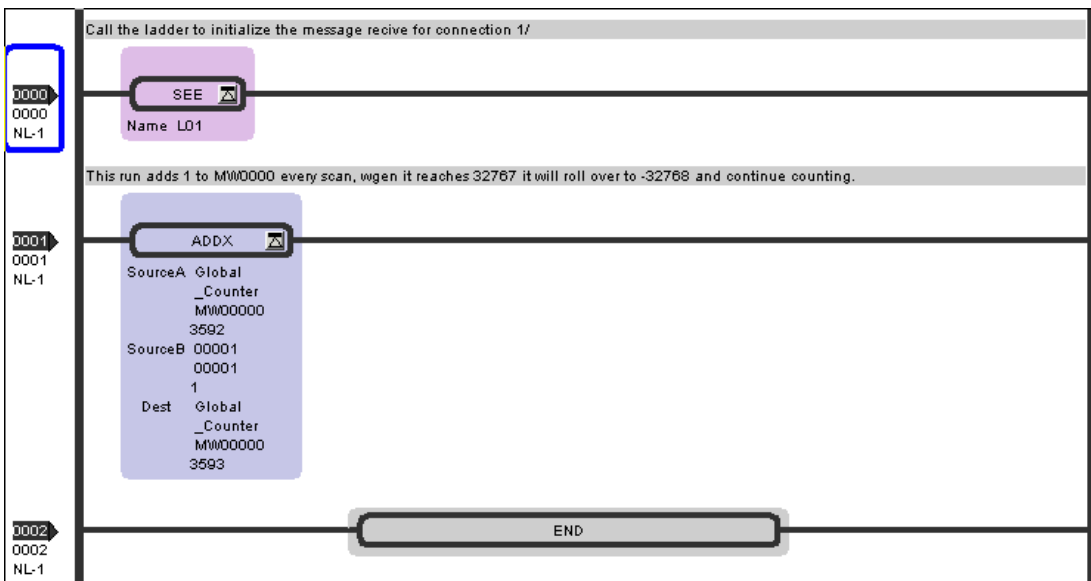 Call the ladder to initialize the message recive for connection 1/
0000
0000
NL-1
SEE
Name L01
This run adds 1 to MW0000 every scan, wgen it reaches 32767 it will roll over to -32768 and continue counting.
0001
0001
NL-1
ADDX
SourceA Global
_Counter
MW00000
3592
SourceB 00001
00001
1
Dest Global
_Counter
MW00000
3593
0002
0002
NL-1
END